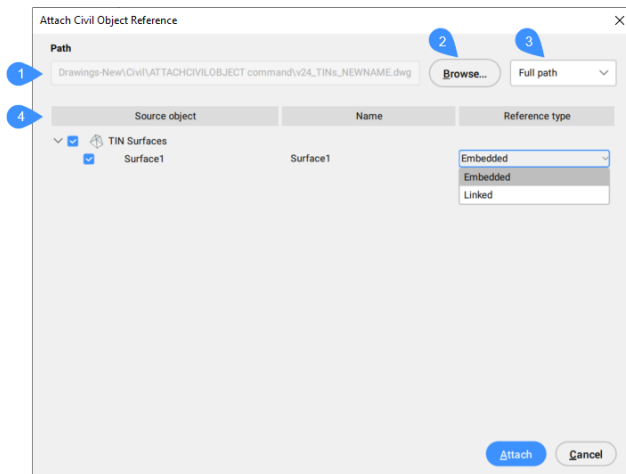 Attach Civil Object Reference
Path
2
3
1
Drawings-New\Civil\ATTACHCIVILOBJECT command\v24_TINs_NEWNAME.dwg
Browse...
Full path
4
Source object
Name
Reference type
TIN Surfaces
Surface1
Surface1
Embedded
Embedded
Linked
Attach
Cancel